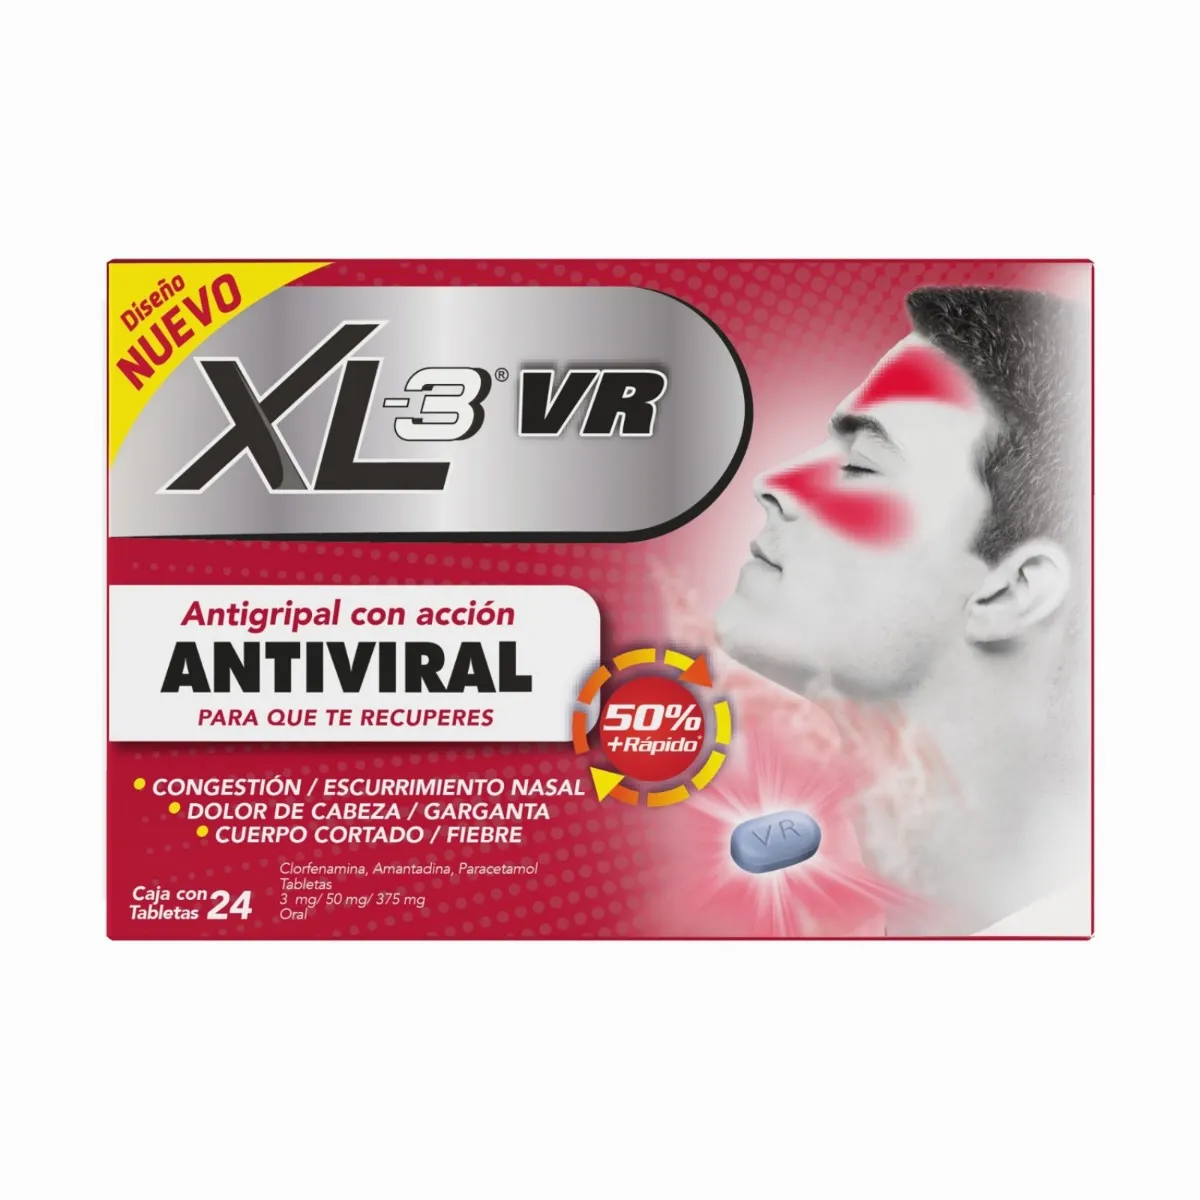 Diseño
NUEVO
XL-3® VR
Antigripal con acción
ANTIVIRAL
PARA QUE TE RECUPERES
50%
+Rápido*
• CONGESTIÓN / ESCURRIMIENTO NASAL
• DOLOR DE CABEZA / GARGANTA
• CUERPO CORTADO / FIEBRE
Clorfenamina, Amantadina, Paracetamol
Tabletas
3 mg/ 50 mg/ 375 mg
Oral
Caja con
Tabletas 24
VR